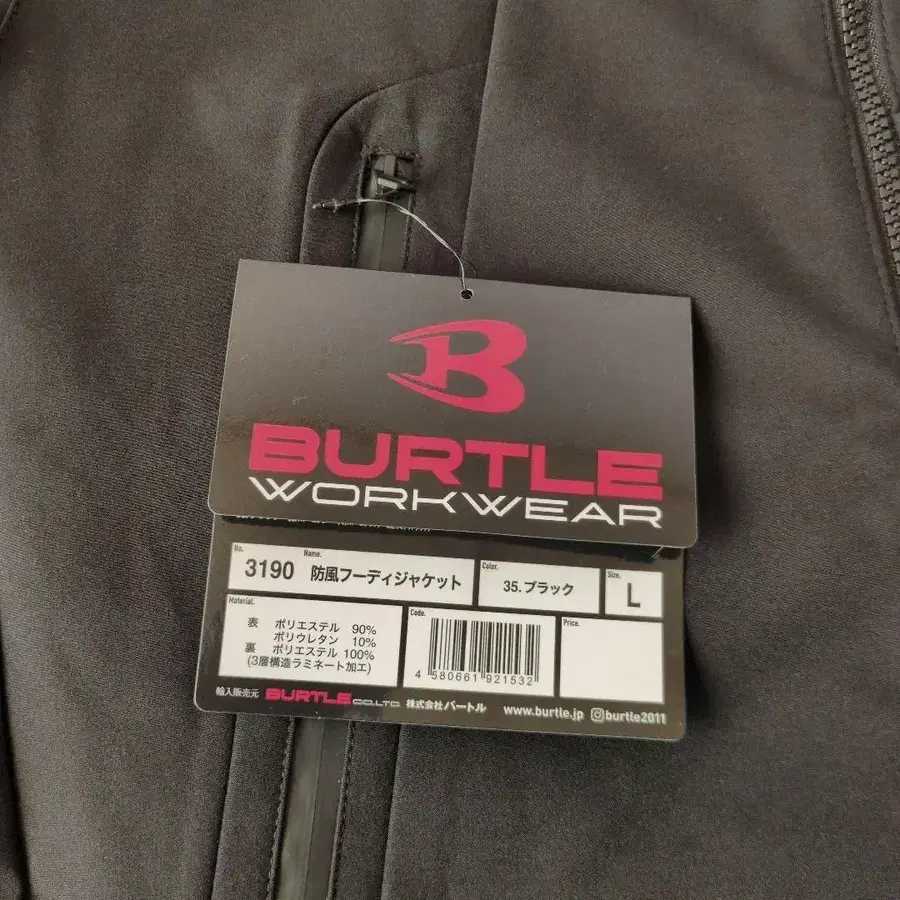 B
BURTLE
WORKWEAR
No. Name.
3190 防風フーディジャケット
Color.
35.ブラック
Size.
L
Material.
表 ポリエステル 90%
ポリウレタン 10%
裏 ポリエステル 100%
(3層構造ラミネート加工)
Code.
4 580661 921532
Price.
輸入販売元 BURTLE CO.,LTD. 株式会社バートル www.burtle.jp burtle2011